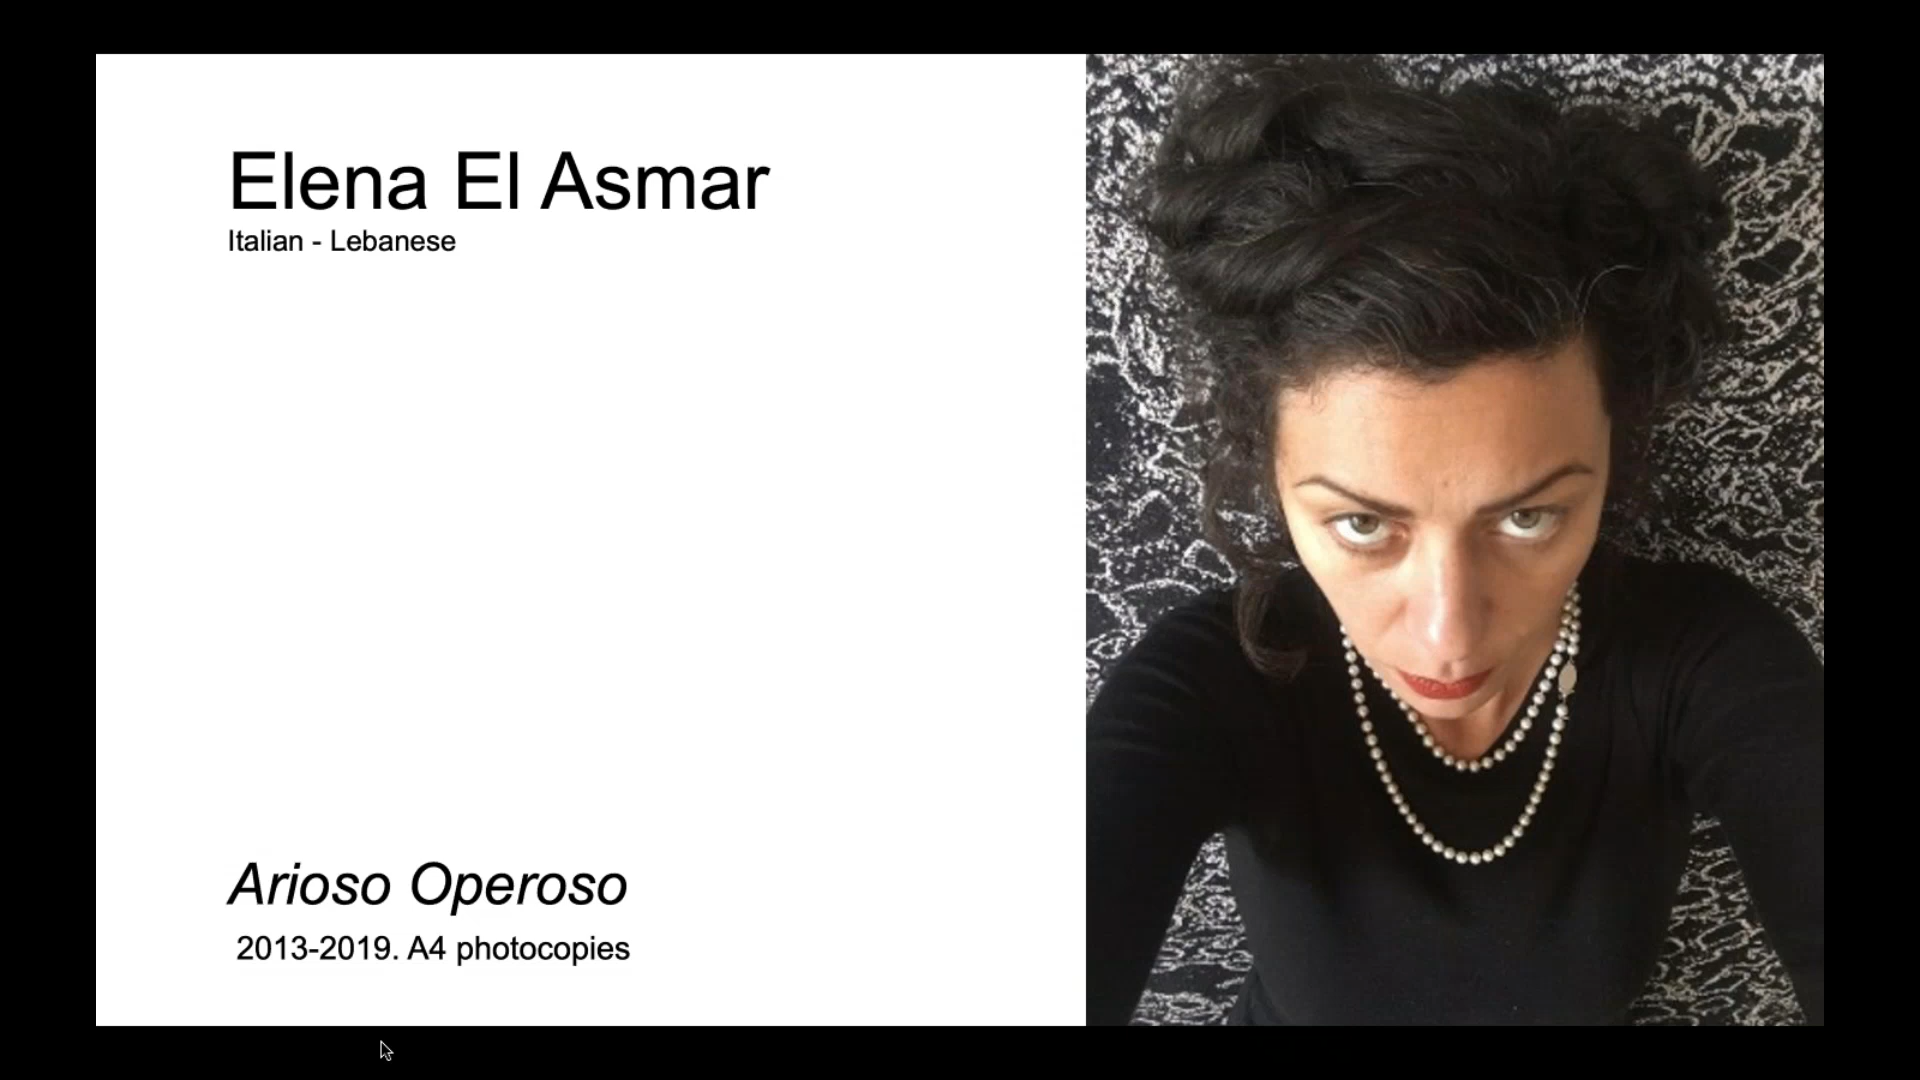 Elena El Asmar
Italian - Lebanese
Arioso Operoso
2013-2019. A4 photocopies